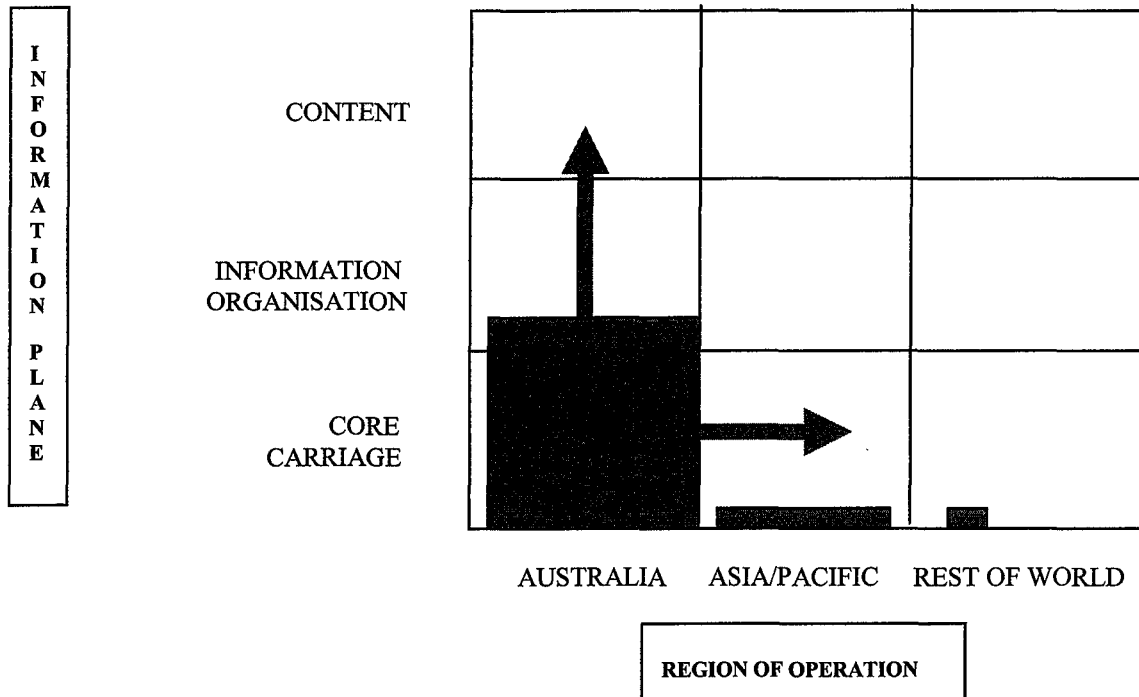 INFORMATION PLANE
CONTENT
INFORMATION
ORGANISATION
CORE
CARRIAGE
AUSTRALIA
ASIA/PACIFIC
REST OF WORLD
REGION OF OPERATION